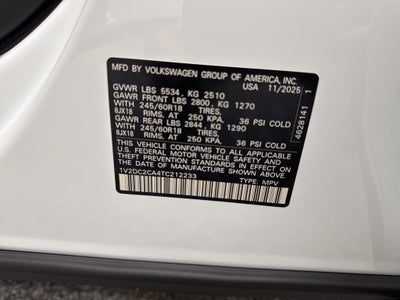 MFD BY VOLKSWAGEN GROUP OF AMERICA, INC.
USA 11/2025
GVWR LBS 5534, KG 2510
GAWR FRONT LBS 2800, KG 1270
WITH 245/60R18 TIRES,
8JX18 RIMS, AT 250 KPA, 36 PSI COLD
GAWR REAR LBS 2844, KG 1290
WITH 245/60R18 TIRES,
8JX18 RIMS, AT 250 KPA, 36 PSI COLD
THIS VEHICLE CONFORMS TO ALL APPLICABLE
FEDERAL MOTOR VEHICLE SAFETY AND
THEFT PREVENTION STANDARDS IN EFFECT ON
THE DATE OF MANUFACTURE SHOWN ABOVE.
1V2DC2CA4TC212233 TYPE: MPV
4628141 1